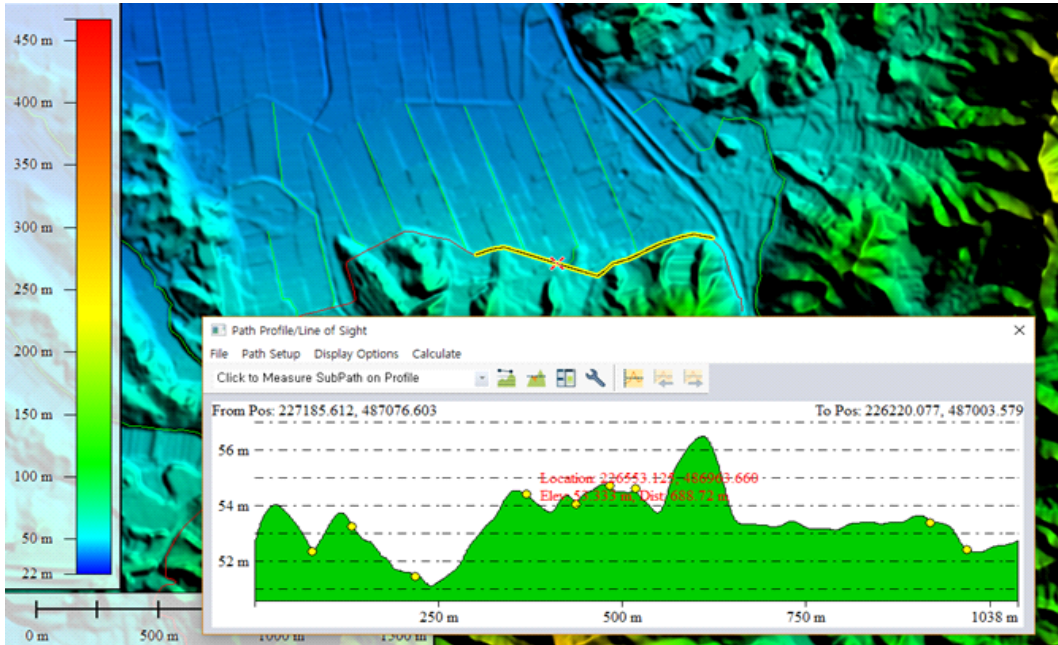 450 m
400 m
350 m
300 m
250 m
200 m
150 m
100 m
50 m
22 m
0 m
500 m
1000 m
1500 m
Path Profile/Line of Sight
File Path Setup Display Options Calculate
Click to Measure SubPath on Profile
From Pos: 227185.612, 487076.603
To Pos: 226220.077, 487003.579
56 m
54 m
52 m
Location: 226553.125, 486963.660
Elev: 53.333 m, Dist: 688.72 m
250 m
500 m
750 m
1038 m